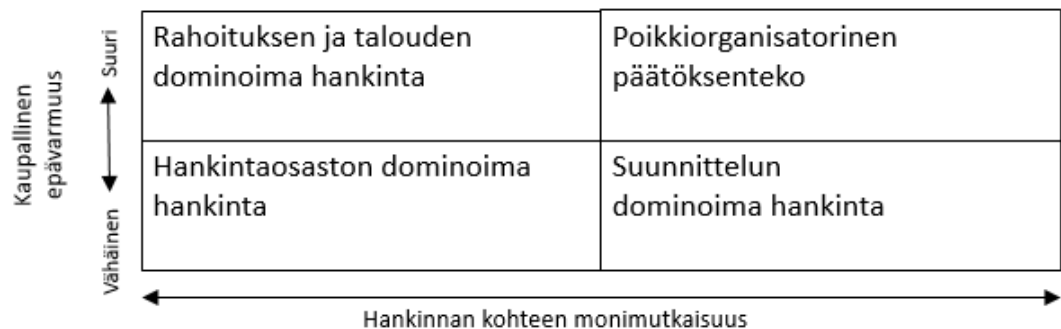 Kaupallinen
epävarmuus
Suuri
Vähäinen
Rahoituksen ja talouden
dominoima hankinta
Poikkiorganisatorinen
päätöksenteko
Hankintaosaston dominoima
hankinta
Suunnittelun
dominoima hankinta
Hankinnan kohteen monimutkaisuus